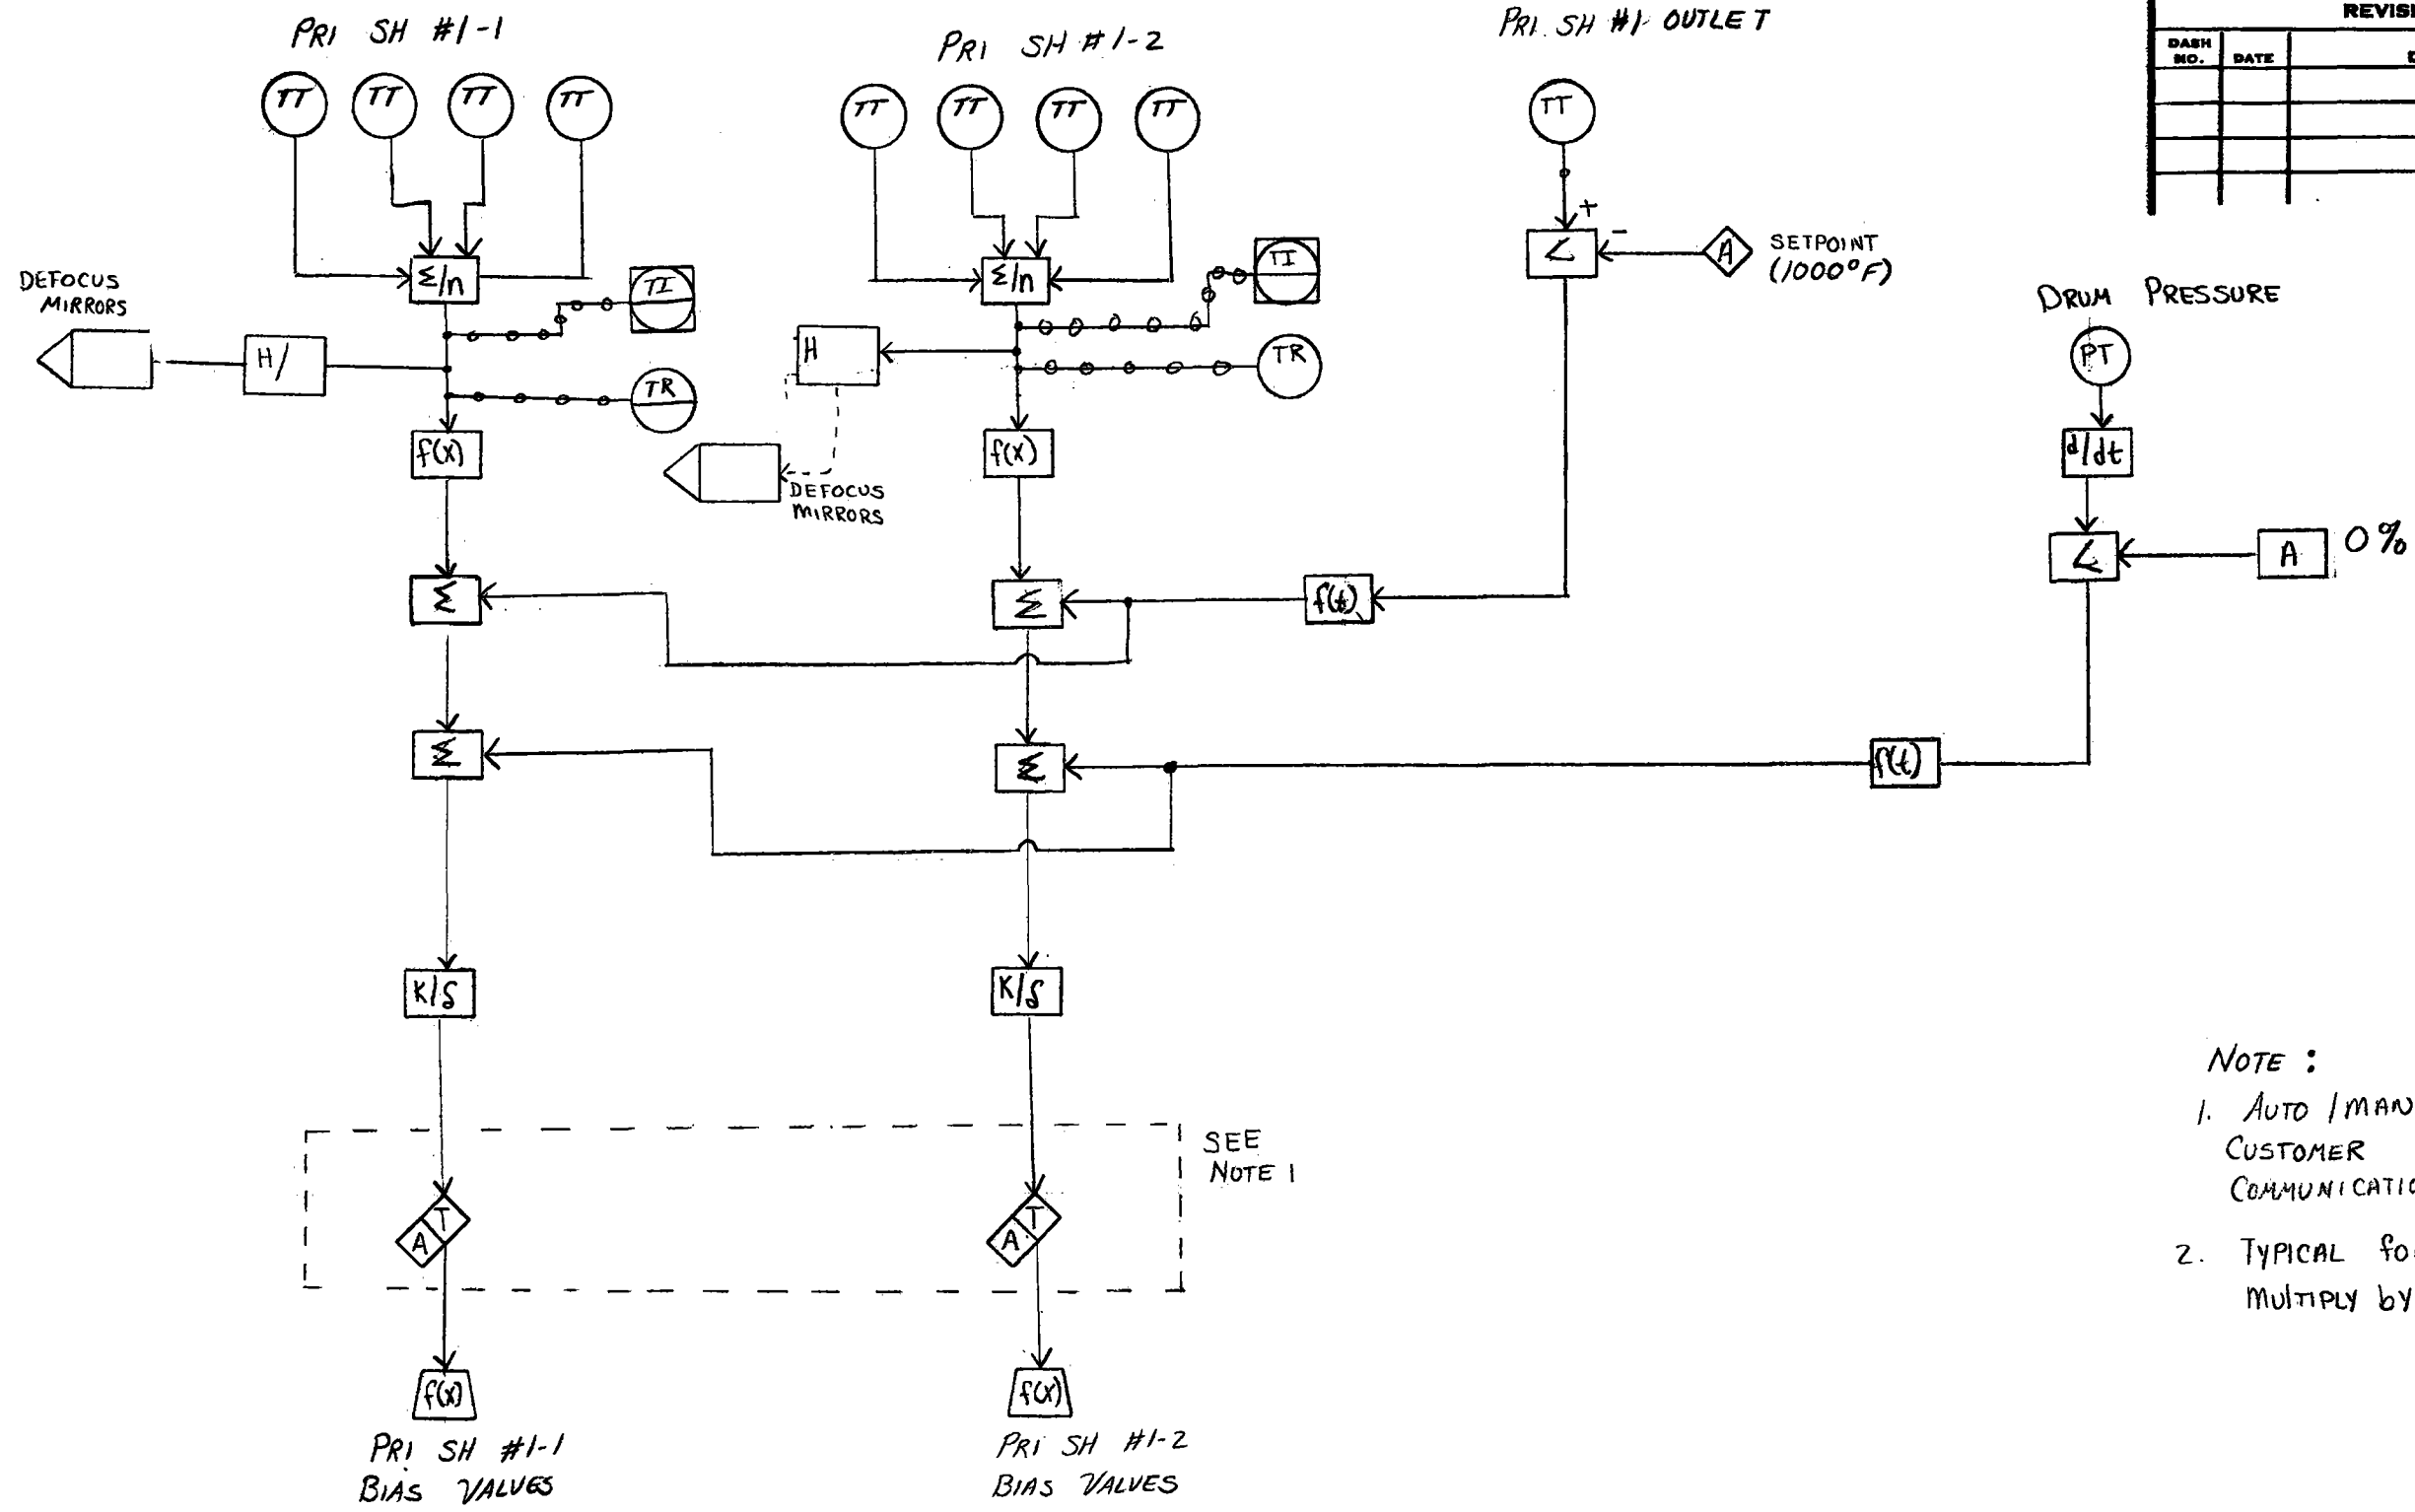 PRI SH #1-1
PRI SH #1-2
PRI. SH #1 OUTLET
DASH
NO.
DATE
TT
TT
TT
TT
TT
TT
TT
TT
TT
+
-
Σ/n
Σ/n
<
A
SETPOINT
(1000°F)
TI
TI
DEFOCUS
MIRRORS
H/
H
TR
TR
DRUM PRESSURE
PT
f(x)
f(x)
d/dt
DEFOCUS
MIRRORS
<
A
0%
Σ
Σ
f(t)
Σ
Σ
f(t)
K/∫
K/∫
SEE
NOTE 1
T
A
T
A
f(x)
f(x)
PRI SH #1-1
BIAS VALVES
PRI SH #1-2
BIAS VALVES
NOTE :
1. AUTO / MAN
CUSTOMER
2. TYPICAL
MULTIPLY by